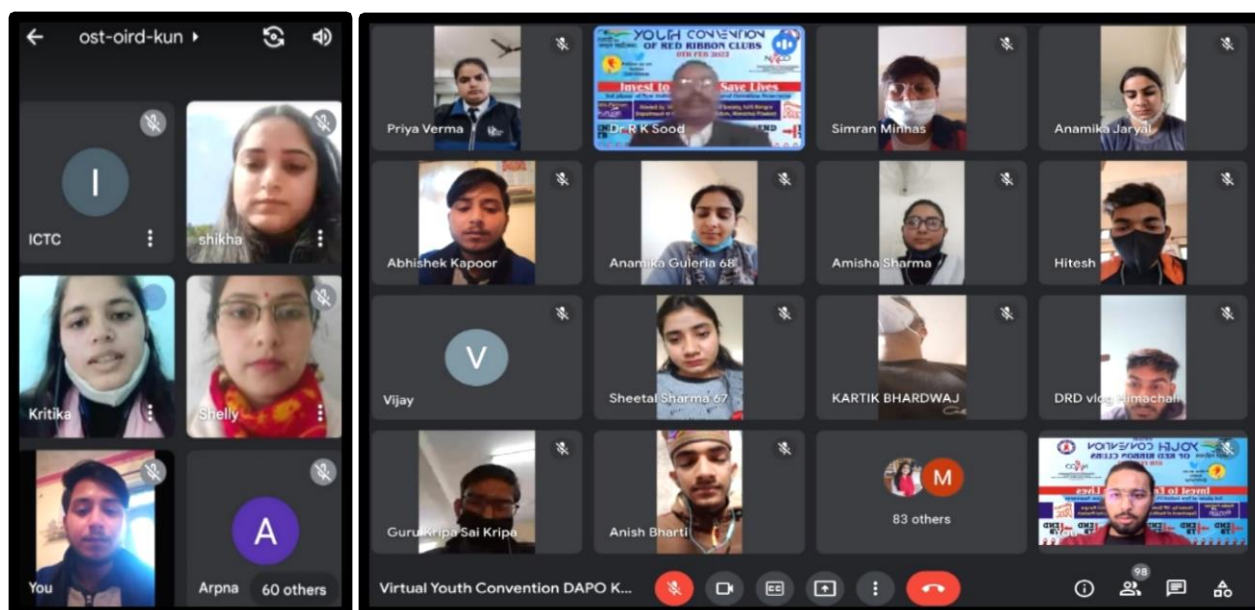 ost-oird-kun
I
ICTC
shikha
Kritika
Shelly
You
A
Arpna
60 others
Priya Verma
YOUTH CONVENTION
OF RED RIBBON CLUBS
Invest to
Save Lives
Dr R K Sood
Simran Minhas
Anamika Jaryal
Abhishek Kapoor
Anamika Guleria 68
Amisha Sharma
Hitesh
V
Vijay
Sheetal Sharma 67
KARTIK BHARDWAJ
DRD vlog Himachali
Guru Kripa Sai Kripa
Anish Bharti
M
83 others
YOUTH CONVENTION
OF RED RIBBON CLUBS
Virtual Youth Convention DAPO K...
CC
98